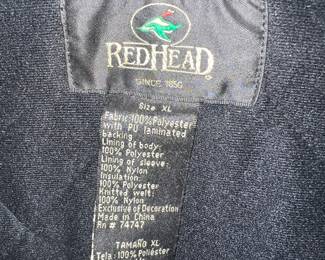 REDHEAD
SINCE 1856
Size XL
Fabric:100%Polyester
with PU laminated
backing
Lining of body:
100% Polyester
Lining of sleeve:
100% Nylon
Insulation:
100% Polyester
Knitted welt:
100% Nylon
Exclusive of Decoration
Made in China
Rn # 74747
TAMAÑO XL
Tela : 100% Poliéster